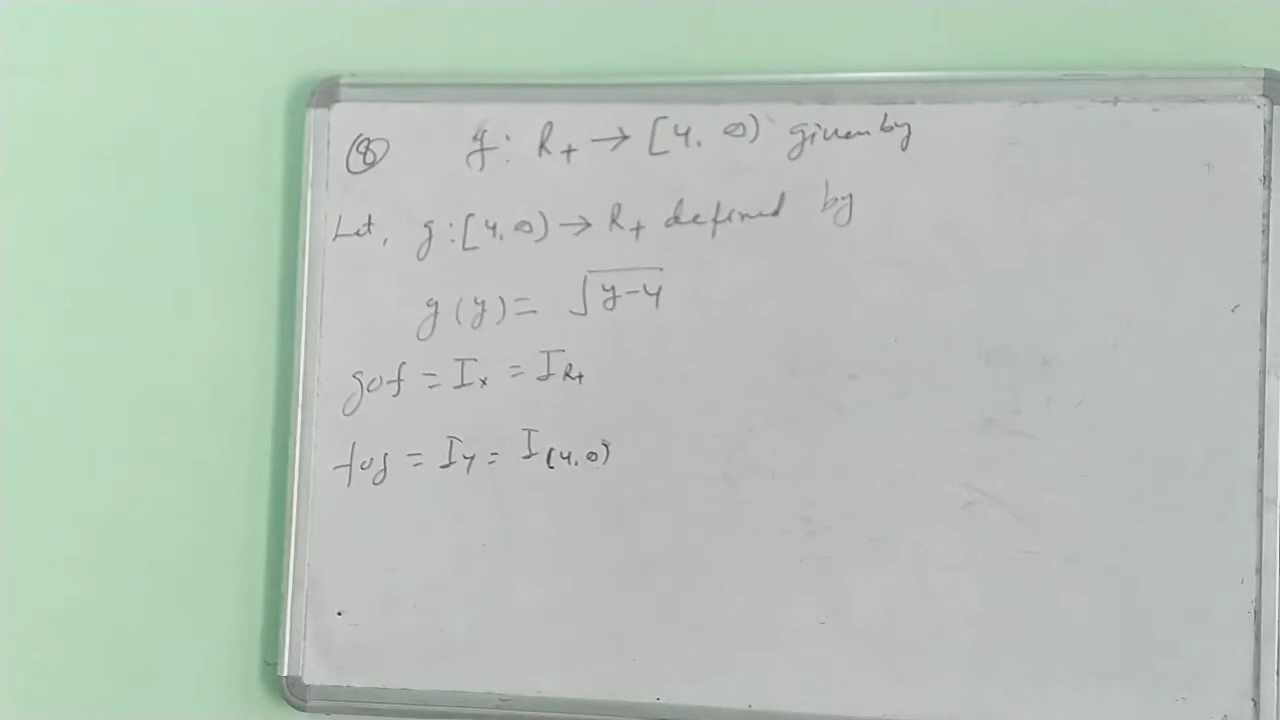 ⑧ f: R+ → [4, ∞) given by
Let, g: [4, ∞) → R+ defined by
g(y) = √y-4
gof = Ix = IR+
fog = Iy = I[4, ∞)